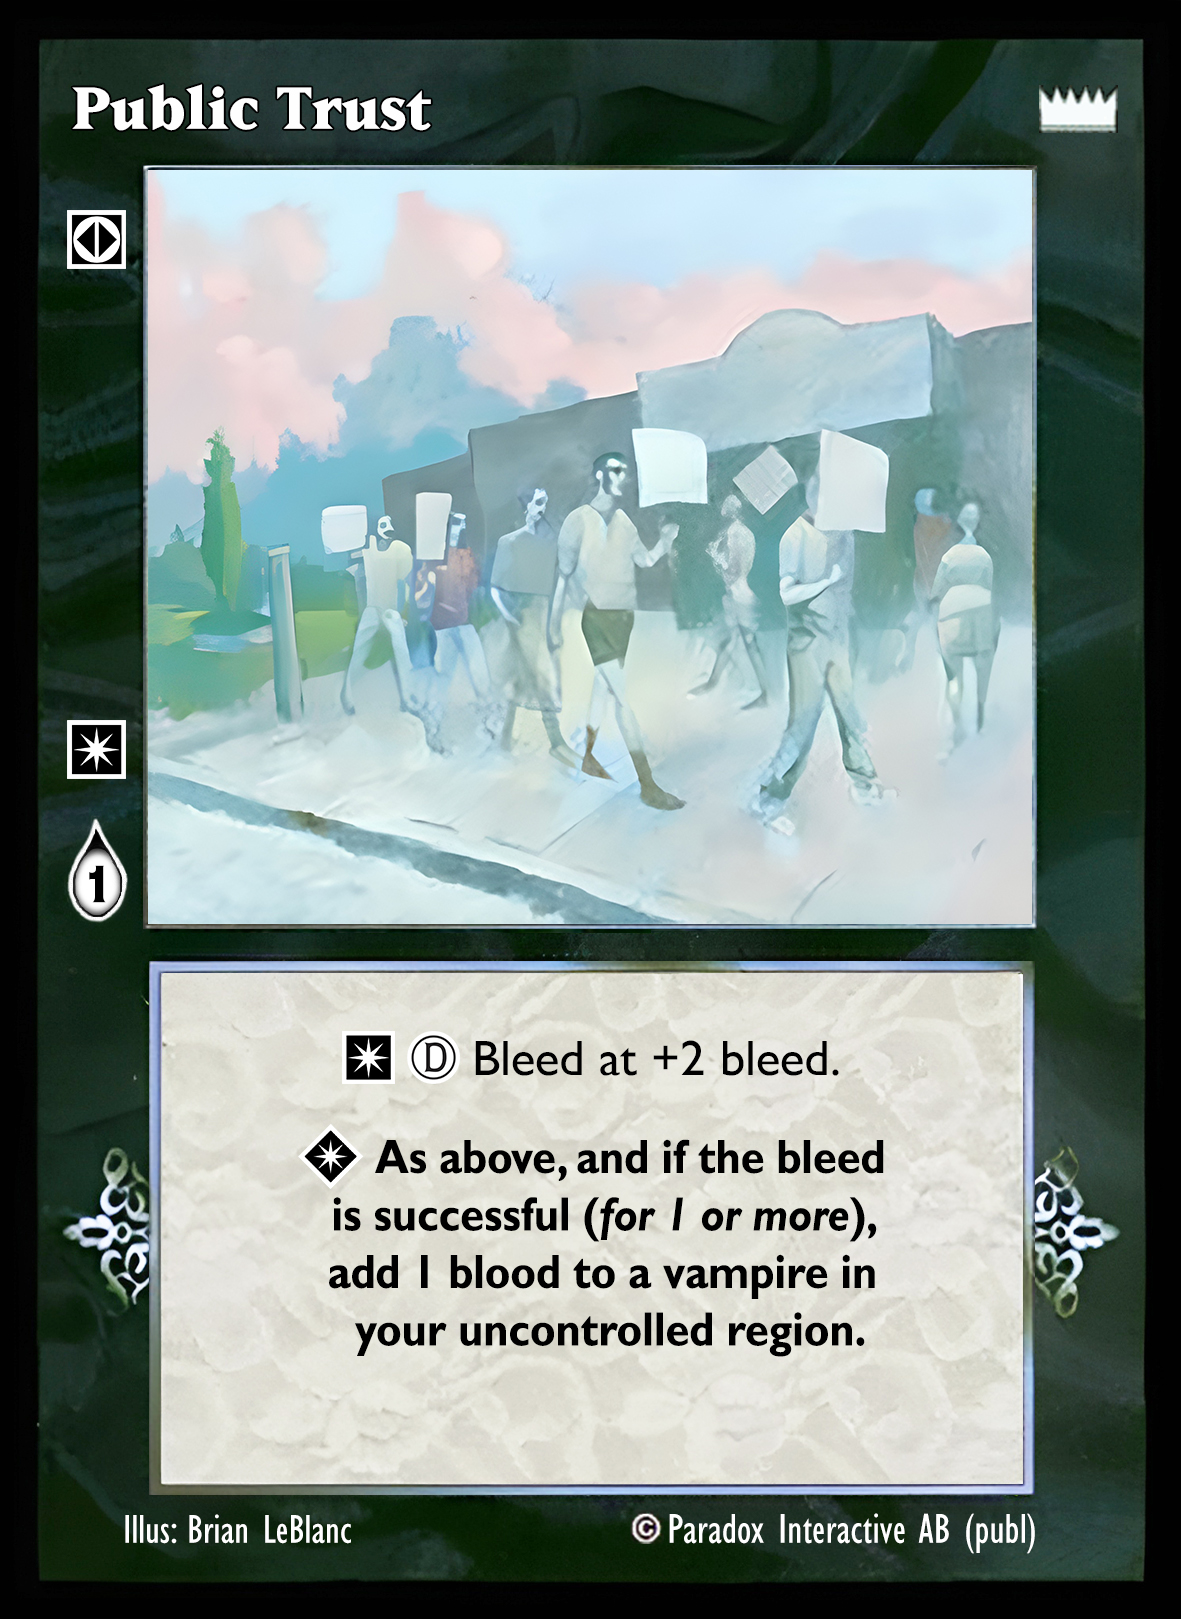 Public Trust
1
D Bleed at +2 bleed.
As above, and if the bleed
is successful (for 1 or more),
add 1 blood to a vampire in
your uncontrolled region.
Illus: Brian LeBlanc
© Paradox Interactive AB (publ)